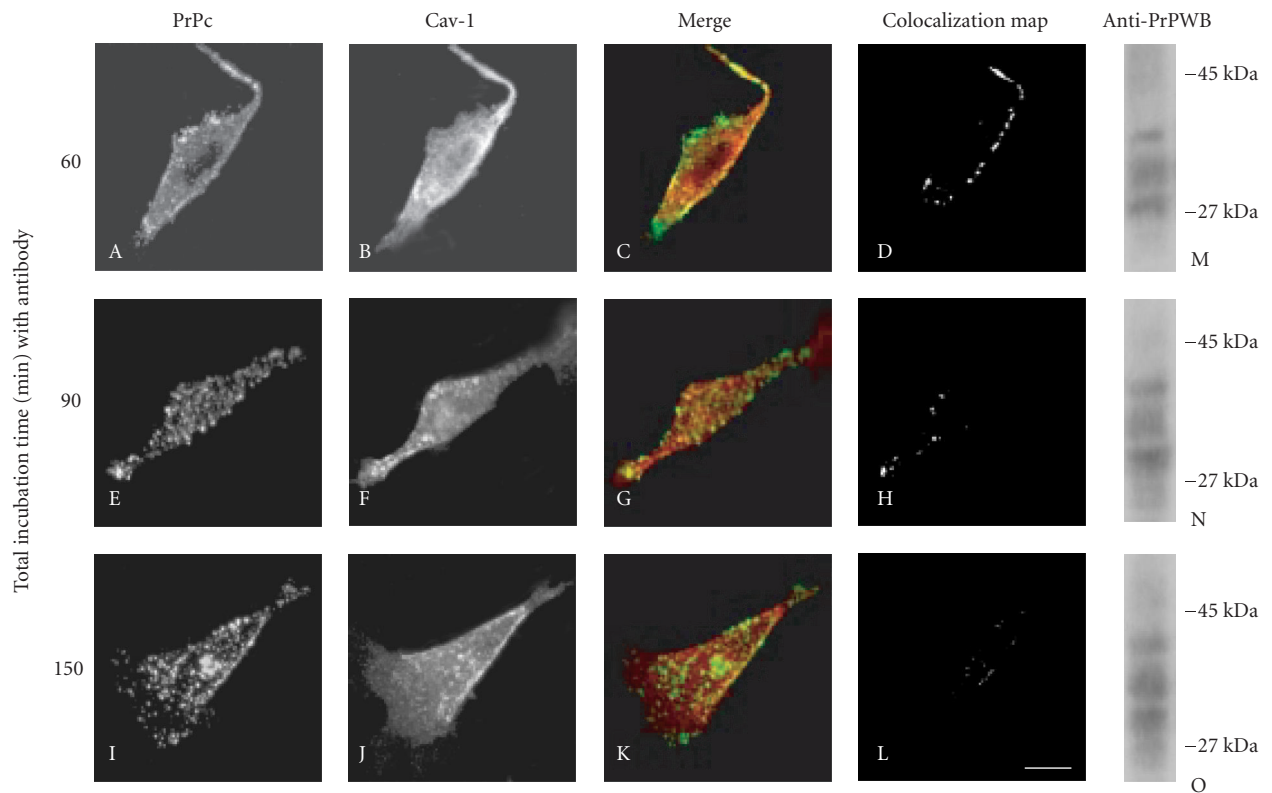 PrPc Cav-1 Merge Colocalization map Anti-PrPWB
Total incubation time (min) with antibody
60
A
B
C
D
−45 kDa
−27 kDa
M
90
E
F
G
H
−45 kDa
−27 kDa
N
150
I
J
K
L
−45 kDa
−27 kDa
O